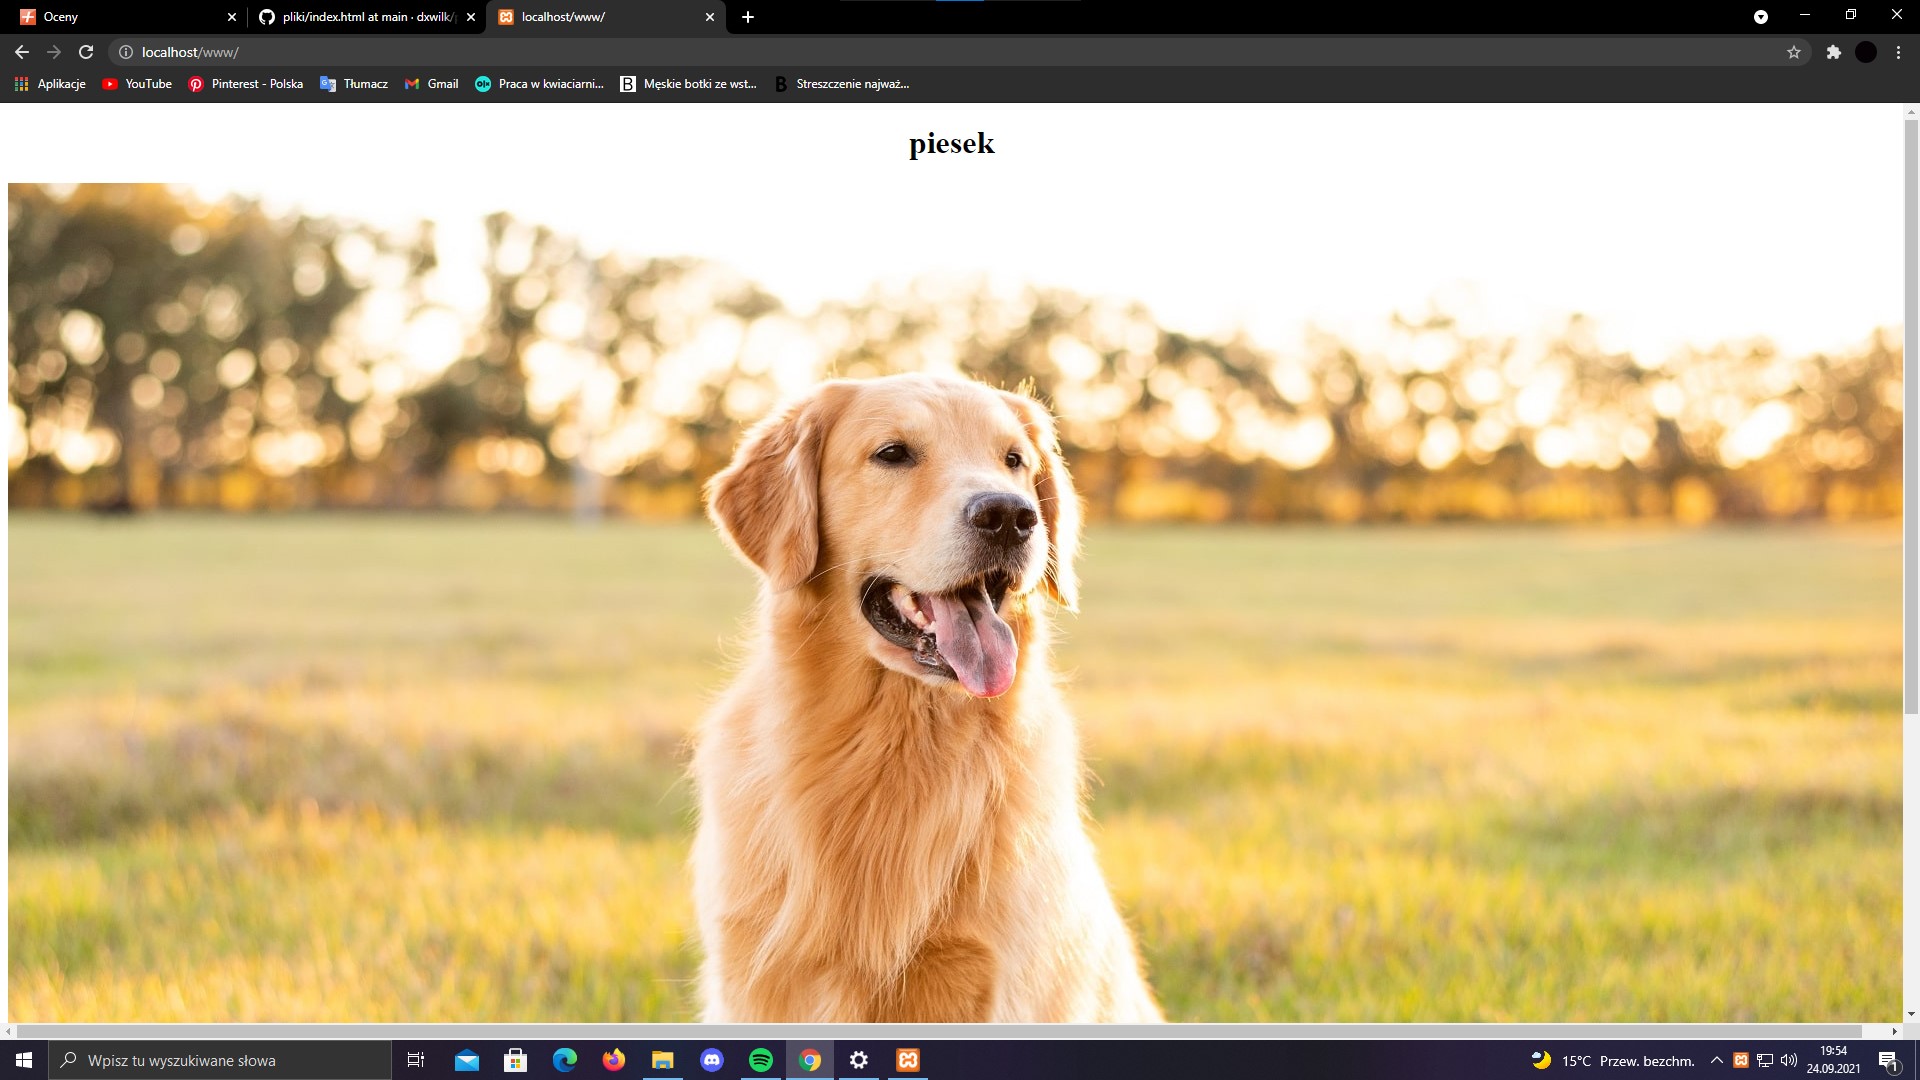 Oceny
pliki/index.html at main · dxwilk/
localhost/www/
localhost/www/
Aplikacje
YouTube
Pinterest - Polska
Tłumacz
Gmail
Praca w kwiaciarni...
Męskie botki ze wst...
Streszczenie najważ...
piesek
Wpisz tu wyszukiwane słowa
15°C Przew. bezchm.
19:54
24.09.2021
1